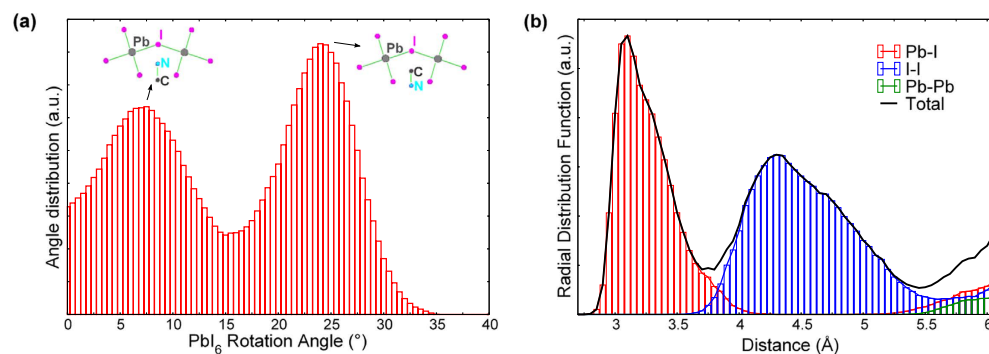 (a)
Angle distribution (a.u.)
Pb
I
N
C
Pb
I
C
N
0 5 10 15 20 25 30 35 40
PbI₆ Rotation Angle (°)
(b)
Radial Distribution Function (a.u.)
Pb-I
I-I
Pb-Pb
Total
3 3.5 4 4.5 5 5.5 6
Distance (Å)